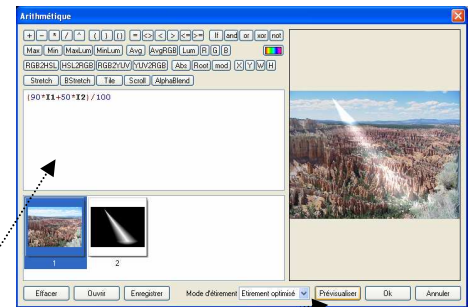 Arithmétique
+ - * / ^ ( ) () = <> < > <= >= If and or xor not
Max Min MaxLum MinLum Avg AvgRGB Lum R G B
RGB2HSL HSL2RGB RGB2YUV YUV2RGB Abs Root mod X Y W H
Stretch BStretch Tile Scroll AlphaBlend
(90*I1+50*I2)/100
1 2
Effacer Ouvrir Enregistrer Mode d'étirement Etirement optimisé Prévisualiser Ok Annuler